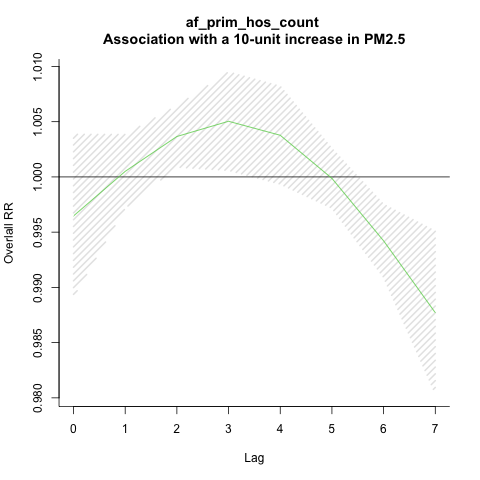 af_prim_hos_count
Association with a 10-unit increase in PM2.5
1.010
1.005
1.000
0.995
0.990
0.985
0.980
Overlall RR
0 1 2 3 4 5 6 7
Lag